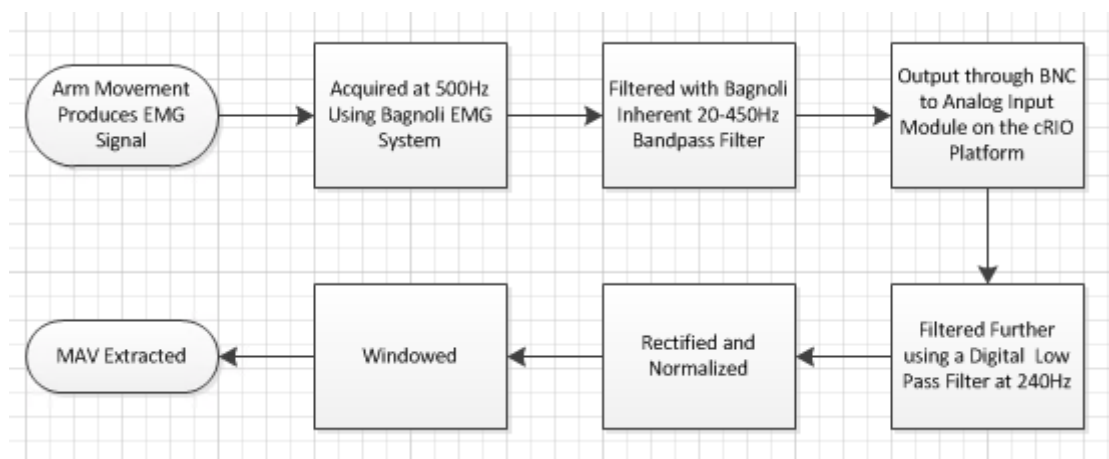 Arm Movement
Produces EMG
Signal
Acquired at 500Hz
Using Bagnoli EMG
System
Filtered with Bagnoli
Inherent 20-450Hz
Bandpass Filter
Output through BNC
to Analog Input
Module on the cRIO
Platform
Filtered Further
using a Digital Low
Pass Filter at 240Hz
Rectified and
Normalized
Windowed
MAV Extracted